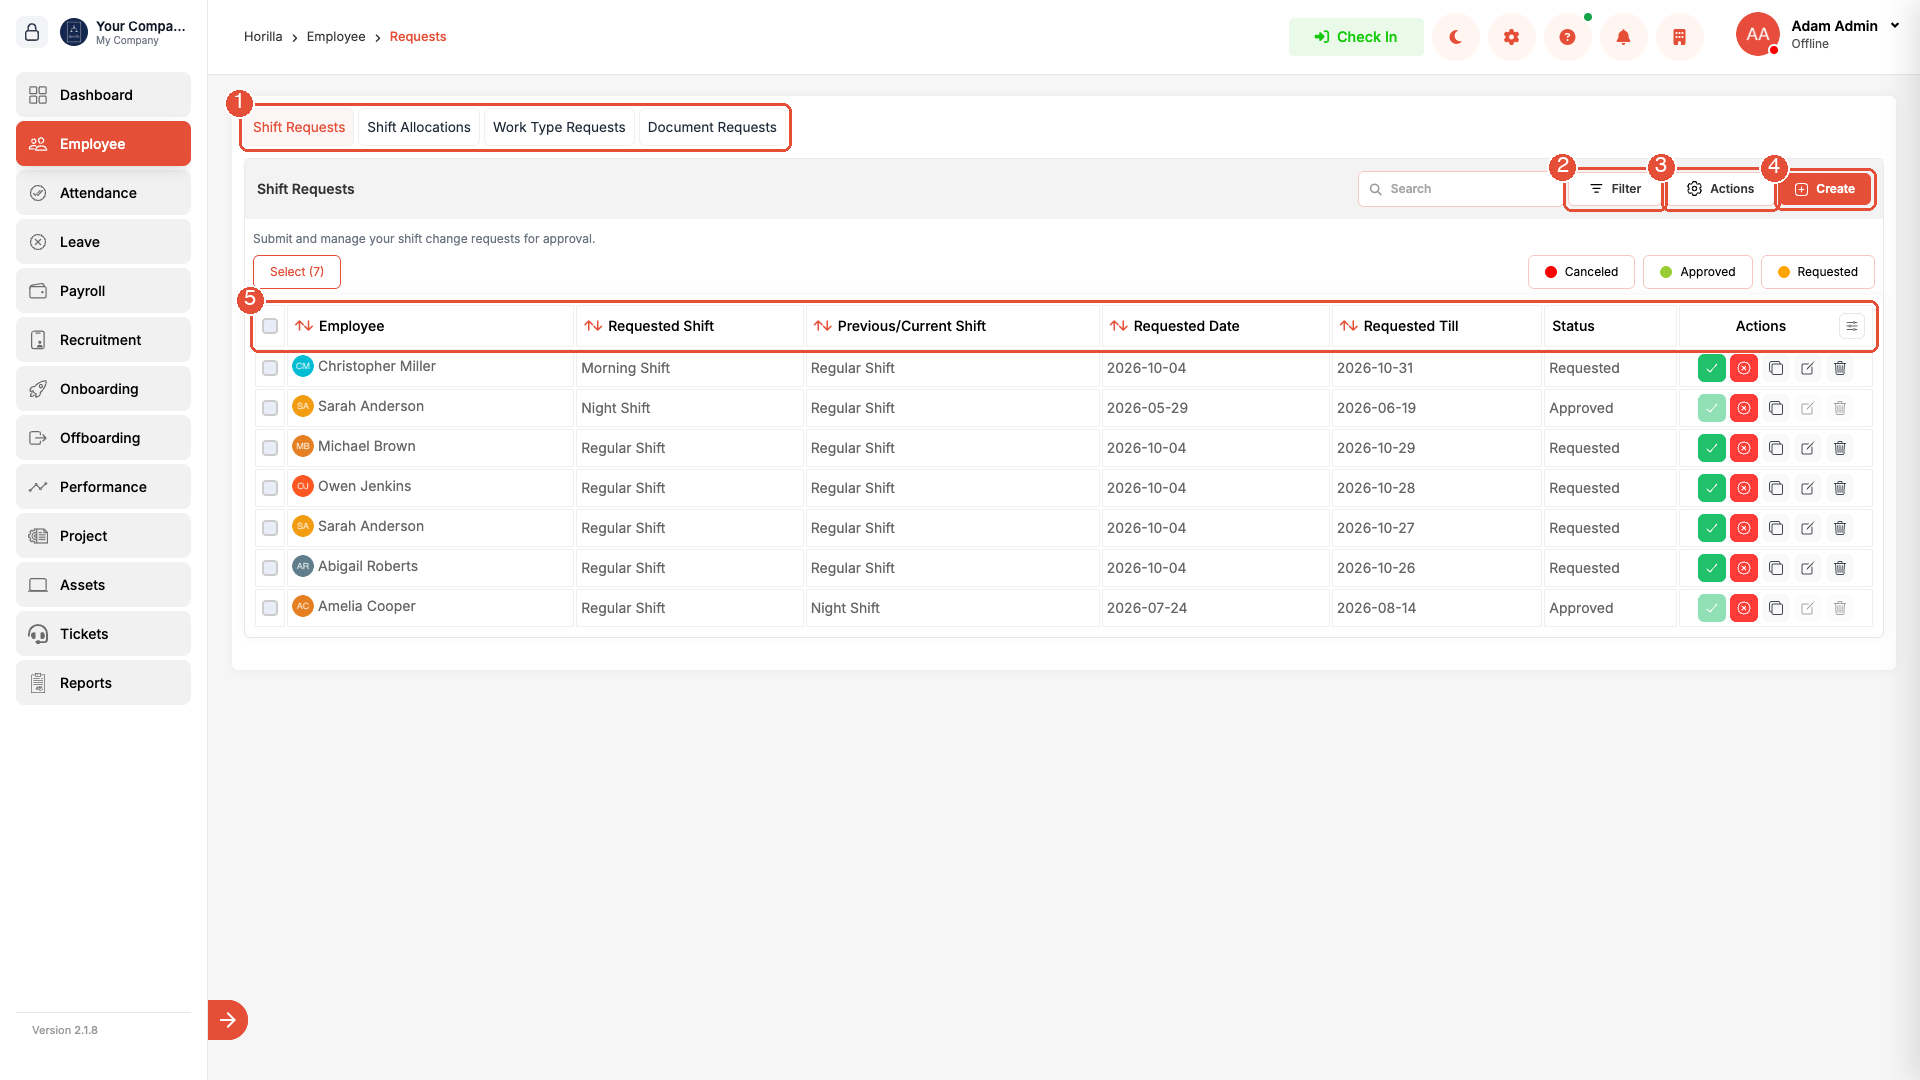 Your Compa...
My Company
Horilla > Employee > Requests
Check In
AA
Adam Admin
Offline
Dashboard
Employee
Attendance
Leave
Payroll
Recruitment
Onboarding
Offboarding
Performance
Project
Assets
Tickets
Reports
Version 2.1.8
1
Shift Requests Shift Allocations Work Type Requests Document Requests
2 3 4
Shift Requests Search Filter Actions Create
Submit and manage your shift change requests for approval.
Select (7) Canceled Approved Requested
5
Employee Requested Shift Previous/Current Shift Requested Date Requested Till Status Actions
CM Christopher Miller Morning Shift Regular Shift 2026-10-04 2026-10-31 Requested
SA Sarah Anderson Night Shift Regular Shift 2026-05-29 2026-06-19 Approved
MB Michael Brown Regular Shift Regular Shift 2026-10-04 2026-10-29 Requested
OJ Owen Jenkins Regular Shift Regular Shift 2026-10-04 2026-10-28 Requested
SA Sarah Anderson Regular Shift Regular Shift 2026-10-04 2026-10-27 Requested
AR Abigail Roberts Regular Shift Regular Shift 2026-10-04 2026-10-26 Requested
AC Amelia Cooper Regular Shift Night Shift 2026-07-24 2026-08-14 Approved